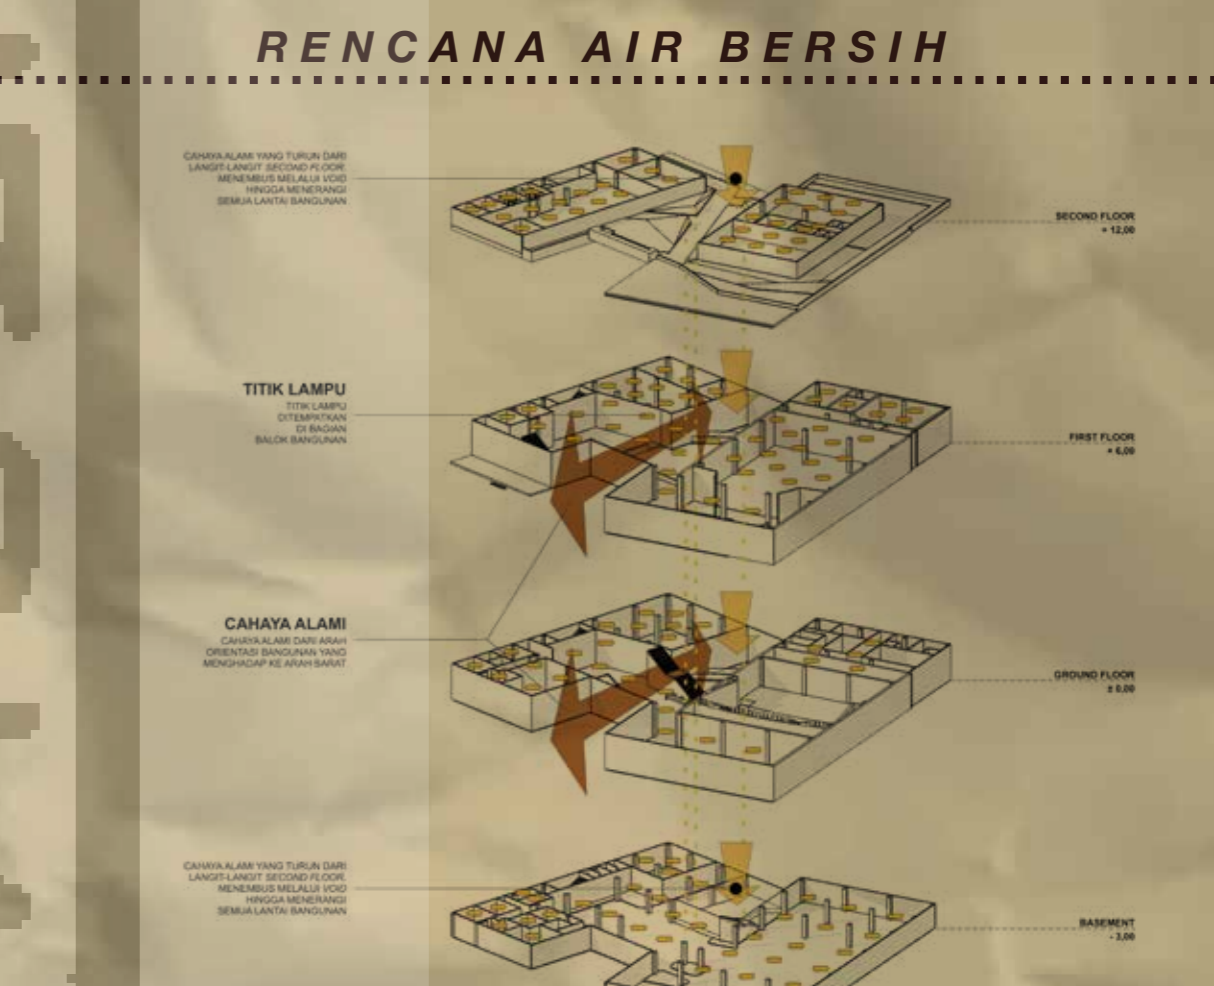 RENCANA AIR BERSIH
CAHAYA ALAMI YANG TURUN DARI
LANGIT-LANGIT SECOND FLOOR,
MENEMBUS MELALUI VOID
HINGGA MENERANGI
SEMUA LANTAI BANGUNAN
SECOND FLOOR
+ 12,00
TITIK LAMPU
TITIK LAMPU
DITEMPATKAN
DI BAGIAN
BALOK BANGUNAN
FIRST FLOOR
+ 6,00
CAHAYA ALAMI
CAHAYA ALAMI DARI ARAH
ORIENTASI BANGUNAN YANG
MENGHADAP KE ARAH BARAT
GROUND FLOOR
± 0,00
CAHAYA ALAMI YANG TURUN DARI
LANGIT-LANGIT SECOND FLOOR,
MENEMBUS MELALUI VOID
HINGGA MENERANGI
SEMUA LANTAI BANGUNAN
BASEMENT
- 3,00